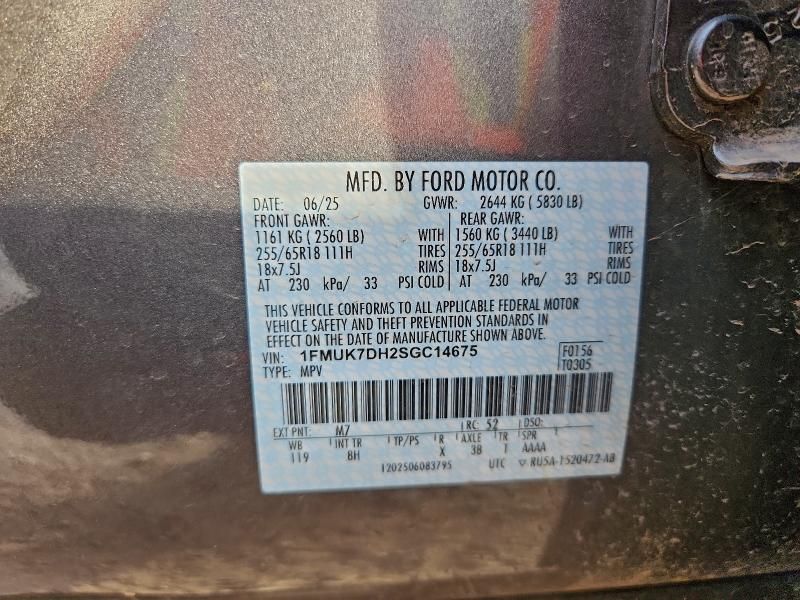 MFD. BY FORD MOTOR CO.
DATE: 06/25 GVWR: 2644 KG ( 5830 LB)
FRONT GAWR: REAR GAWR:
1161 KG ( 2560 LB) WITH 1560 KG ( 3440 LB) WITH
255/65R18 111H TIRES 255/65R18 111H TIRES
18x7.5J RIMS 18x7.5J RIMS
AT 230 kPa/ 33 PSI COLD AT 230 kPa/ 33 PSI COLD
THIS VEHICLE CONFORMS TO ALL APPLICABLE FEDERAL MOTOR
VEHICLE SAFETY AND THEFT PREVENTION STANDARDS IN
EFFECT ON THE DATE OF MANUFACTURE SHOWN ABOVE.
VIN: 1FMUK7DH2SGC14675 F0156
TYPE: MPV T0305
EXT PNT: M7 RC: 52 DSO:
WB INT TR TP/PS R AXLE TR SPR
119 8H X 3B T AAAA
1202506083795 UTC ▽ RU5A-1520472-AB